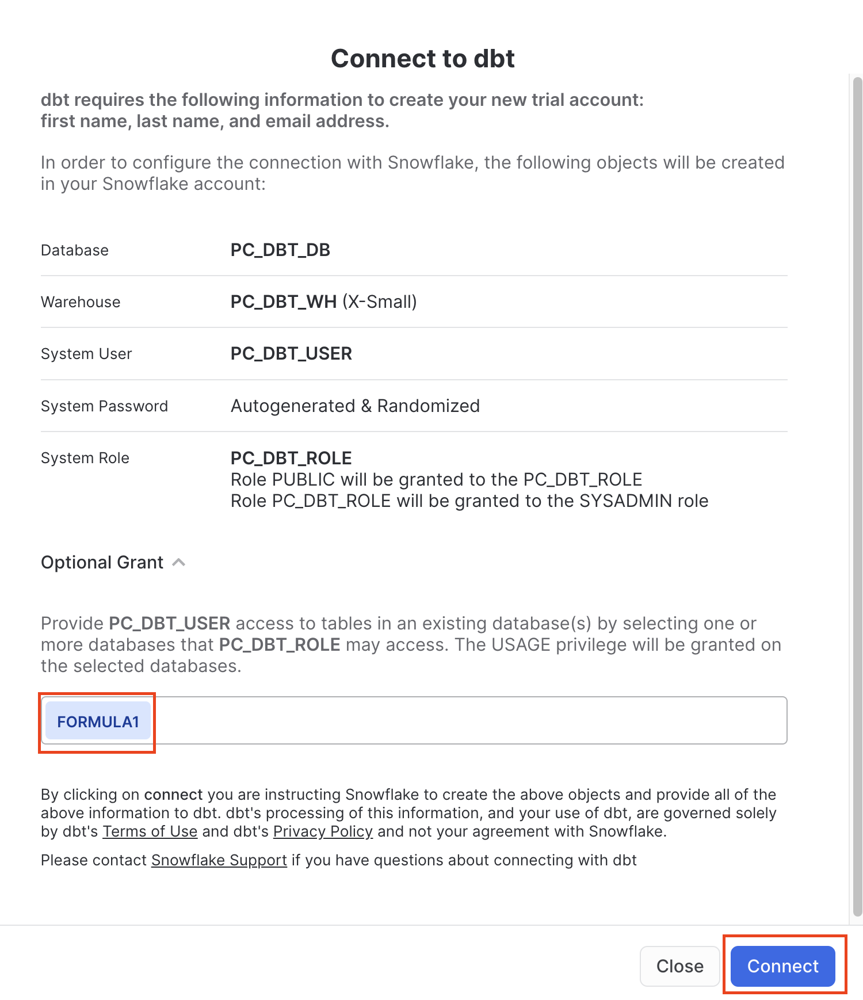 Connect to dbt
dbt requires the following information to create your new trial account:
first name, last name, and email address.
In order to configure the connection with Snowflake, the following objects will be created
in your Snowflake account:
Database PC_DBT_DB
Warehouse PC_DBT_WH (X-Small)
System User PC_DBT_USER
System Password Autogenerated & Randomized
System Role PC_DBT_ROLE
Role PUBLIC will be granted to the PC_DBT_ROLE
Role PC_DBT_ROLE will be granted to the SYSADMIN role
Optional Grant
Provide PC_DBT_USER access to tables in an existing database(s) by selecting one or
more databases that PC_DBT_ROLE may access. The USAGE privilege will be granted on
the selected databases.
FORMULA1
By clicking on connect you are instructing Snowflake to create the above objects and provide all of the
above information to dbt. dbt's processing of this information, and your use of dbt, are governed solely
by dbt's Terms of Use and dbt's Privacy Policy and not your agreement with Snowflake.
Please contact Snowflake Support if you have questions about connecting with dbt
Close Connect